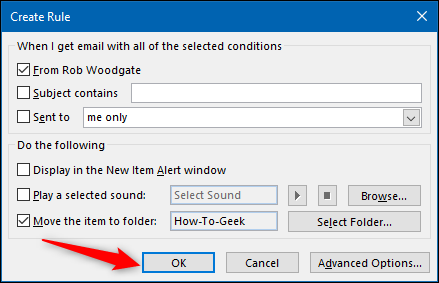 Create Rule
When I get email with all of the selected conditions
From Rob Woodgate
Subject contains
Sent to me only
Do the following
Display in the New Item Alert window
Play a selected sound: Select Sound Browse...
Move the item to folder: How-To-Geek Select Folder...
OK Cancel Advanced Options...